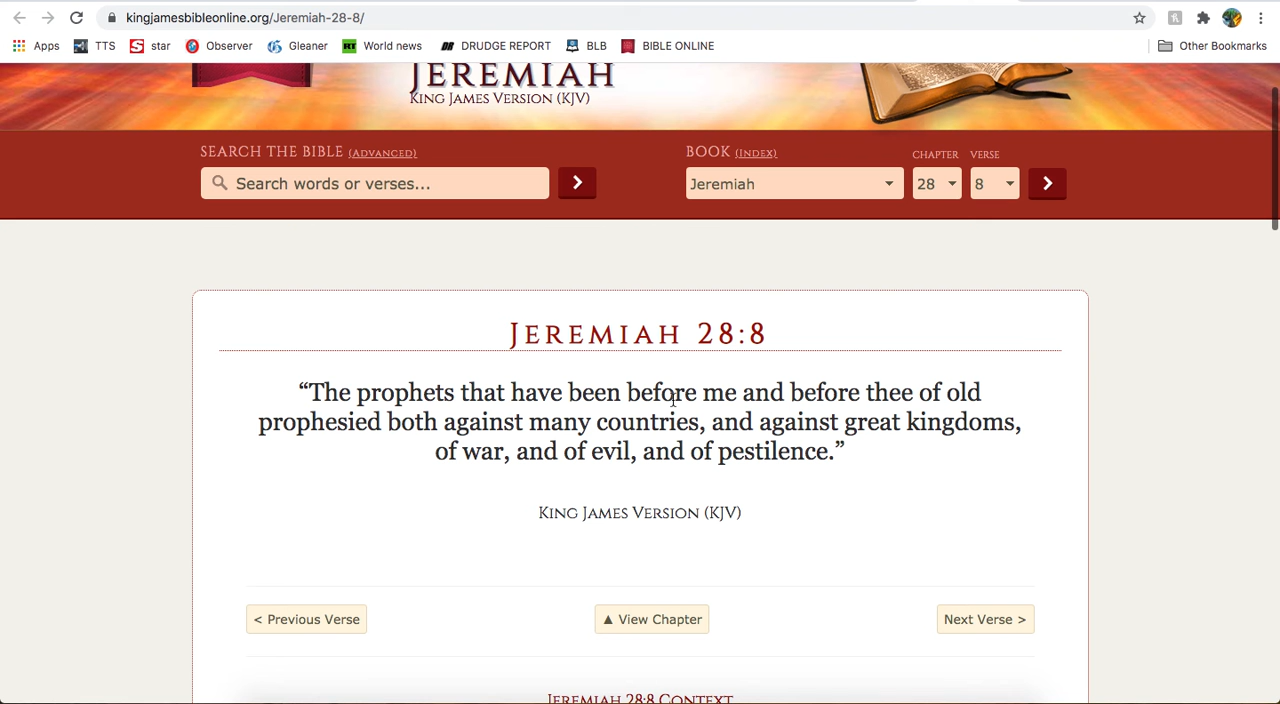 kingjamesbibleonline.org/Jeremiah-28-8/
Apps TTS star Observer Gleaner World news DRUDGE REPORT BLB BIBLE ONLINE Other Bookmarks
JEREMIAH
KING JAMES VERSION (KJV)
SEARCH THE BIBLE (ADVANCED) BOOK (INDEX) CHAPTER VERSE
Search words or verses... Jeremiah 28 8
JEREMIAH 28:8
“The prophets that have been before me and before thee of old
prophesied both against many countries, and against great kingdoms,
of war, and of evil, and of pestilence.”
KING JAMES VERSION (KJV)
< Previous Verse ▲ View Chapter Next Verse >
JEREMIAH 28:8 CONTEXT